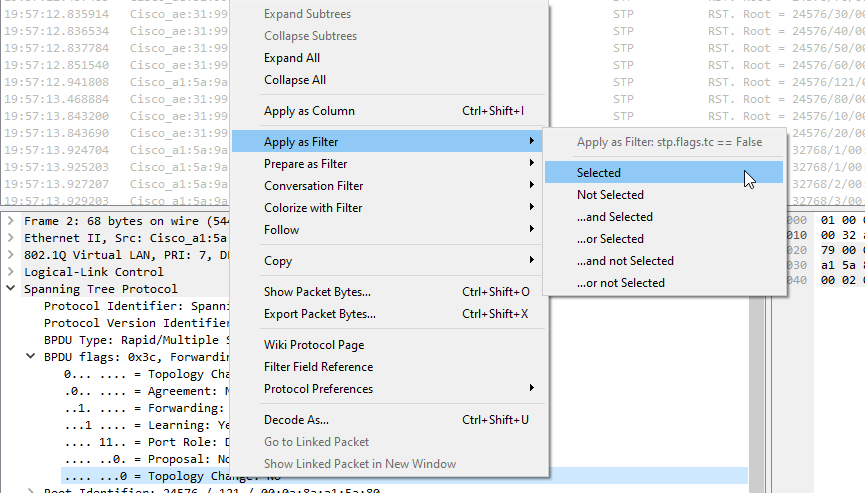 19:57:12.835914 Cisco_ae:31:99 STP RST. Root = 24576/30/00
19:57:12.836534 Cisco_ae:31:99 STP RST. Root = 24576/40/00
19:57:12.837784 Cisco_ae:31:99 STP RST. Root = 24576/50/00
19:57:12.851540 Cisco_ae:31:99 STP RST. Root = 24576/60/00
19:57:12.941808 Cisco_a1:5a:9a STP RST. Root = 24576/121/0
19:57:13.468884 Cisco_ae:31:99 STP RST. Root = 24576/80/00
19:57:13.843200 Cisco_ae:31:99 STP RST. Root = 24576/10/00
19:57:13.843690 Cisco_ae:31:99 24576/20/00
19:57:13.924704 Cisco_a1:5a:9a 32768/1/00:
19:57:13.925203 Cisco_a1:5a:9a 32768/1/00:
19:57:13.927207 Cisco_a1:5a:9a 32768/2/00:
19:57:13.929203 Cisco_a1:5a:9a 32768/3/00:
Expand Subtrees
Collapse Subtrees
Expand All
Collapse All
Apply as Column Ctrl+Shift+I
Apply as Filter
Prepare as Filter
Conversation Filter
Colorize with Filter
Follow
Copy
Show Packet Bytes... Ctrl+Shift+O
Export Packet Bytes... Ctrl+Shift+X
Wiki Protocol Page
Filter Field Reference
Protocol Preferences
Decode As... Ctrl+Shift+U
Go to Linked Packet
Show Linked Packet in New Window
Apply as Filter: stp.flags.tc == False
Selected
Not Selected
...and Selected
...or Selected
...and not Selected
...or not Selected
Frame 2: 68 bytes on wire (544
Ethernet II, Src: Cisco_a1:5a
802.1Q Virtual LAN, PRI: 7, D
Logical-Link Control
Spanning Tree Protocol
Protocol Identifier: Spanni
Protocol Version Identifier
BPDU Type: Rapid/Multiple S
BPDU flags: 0x3c, Forwardin
0... .... = Topology Cha
.0.. .... = Agreement: N
..1. .... = Forwarding:
...1 .... = Learning: Ye
.... 11.. = Port Role: D
.... ..0. = Proposal: No
.... ...0 = Topology Change: No
Root Identifier: 24576 / 121 / 00:0a:8a:a1:5a:80
000 01 00 0
010 00 32 a
020 79 00 0
030 a1 5a 8
040 00 02 0